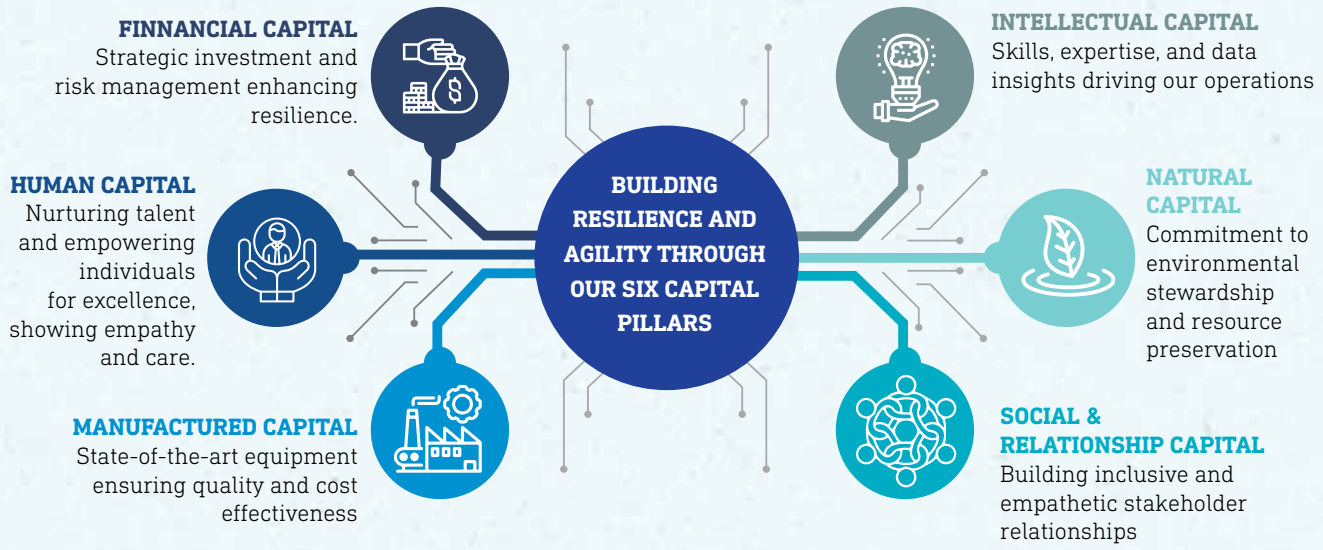 FINNANCIAL CAPITAL
Strategic investment and
risk management enhancing
resilience.
HUMAN CAPITAL
Nurturing talent
and empowering
individuals
for excellence,
showing empathy
and care.
MANUFACTURED CAPITAL
State-of-the-art equipment
ensuring quality and cost
effectiveness
BUILDING
RESILIENCE AND
AGILITY THROUGH
OUR SIX CAPITAL
PILLARS
INTELLECTUAL CAPITAL
Skills, expertise, and data
insights driving our operations
NATURAL
CAPITAL
Commitment to
environmental
stewardship
and resource
preservation
SOCIAL &
RELATIONSHIP CAPITAL
Building inclusive and
empathetic stakeholder
relationships